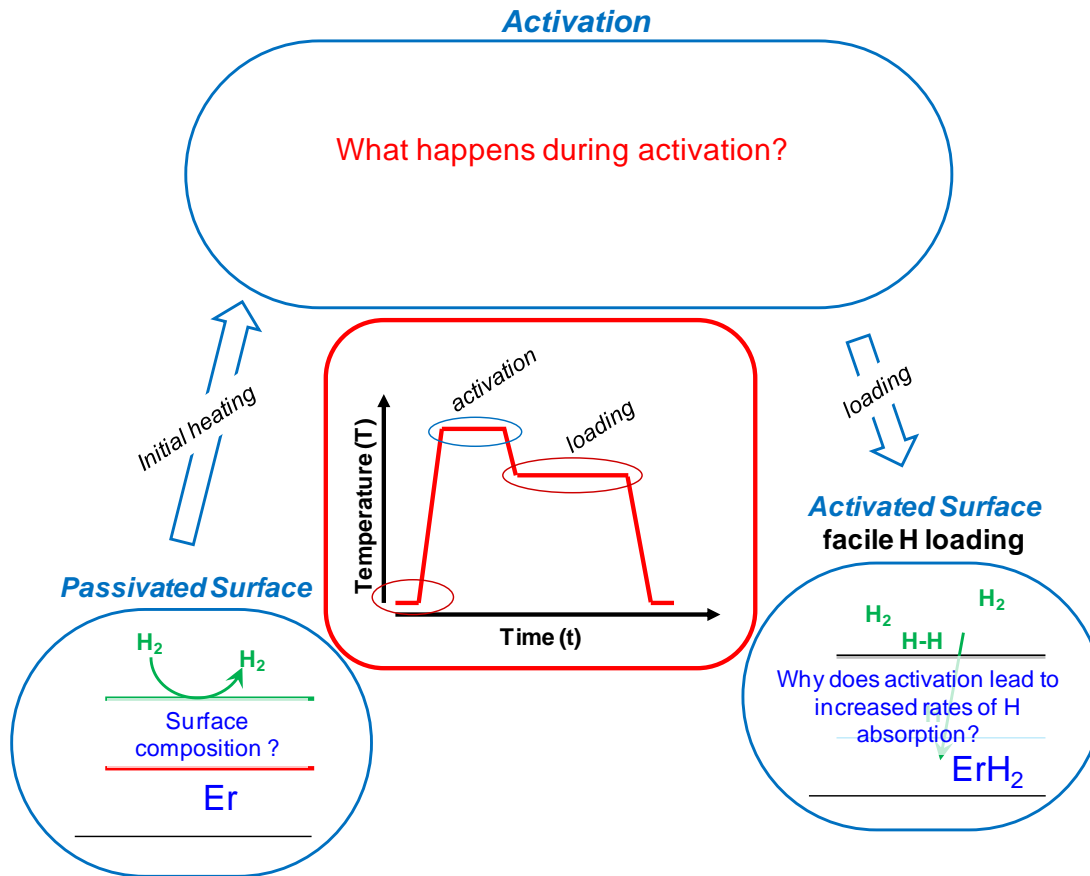 Activation
What happens during activation?
Initial heating
loading
activation
loading
Temperature (T)
Time (t)
Passivated Surface
H2
H2
Surface
composition ?
Er
Activated Surface
facile H loading
H2
H2
H-H
Why does activation lead to
increased rates of H
absorption?
H
ErH2